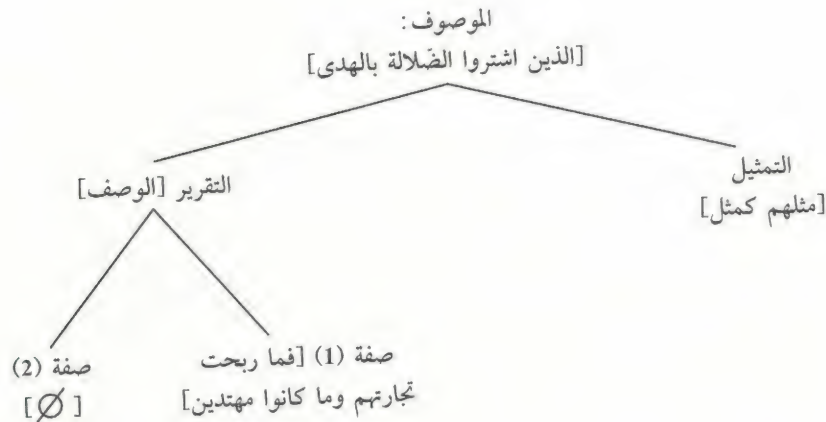 الموصوف:
[الذين اشتروا الضّلالة بالهدى]
التمثيل
[مثلهم كمثل]
التقرير [الوصف]
صفة (1) [فما ربحت
تجارتهم وما كانوا مهتدين]
صفة (2)
[∅]